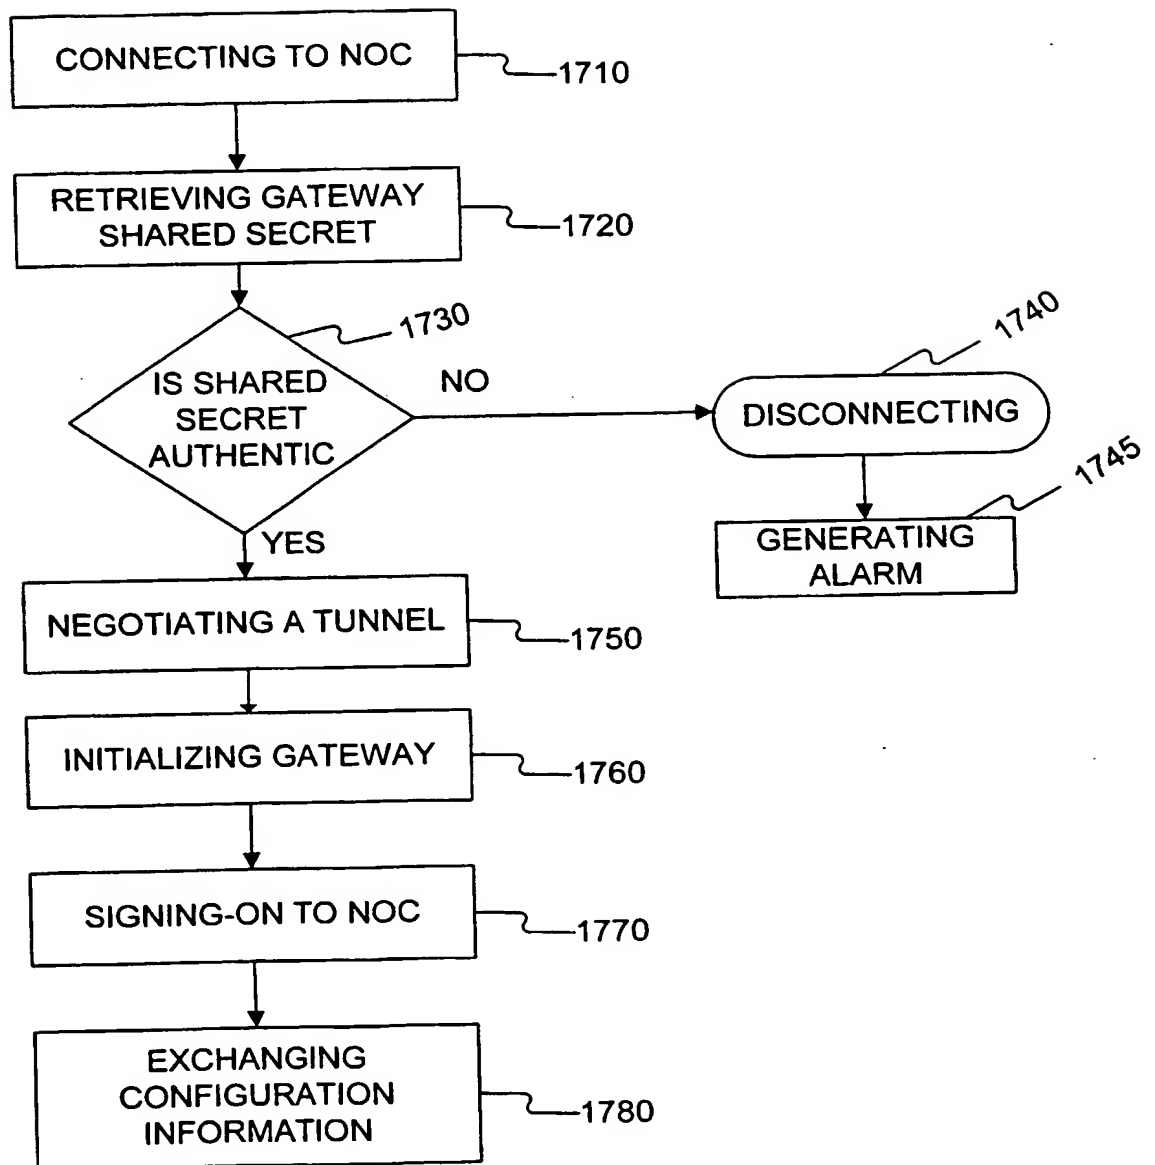 CONNECTING TO NOC
1710
RETRIEVING GATEWAY
SHARED SECRET
1720
1730
IS SHARED
SECRET
AUTHENTIC
NO
1740
DISCONNECTING
1745
GENERATING
ALARM
YES
NEGOTIATING A TUNNEL
1750
INITIALIZING GATEWAY
1760
SIGNING-ON TO NOC
1770
EXCHANGING
CONFIGURATION
INFORMATION
1780